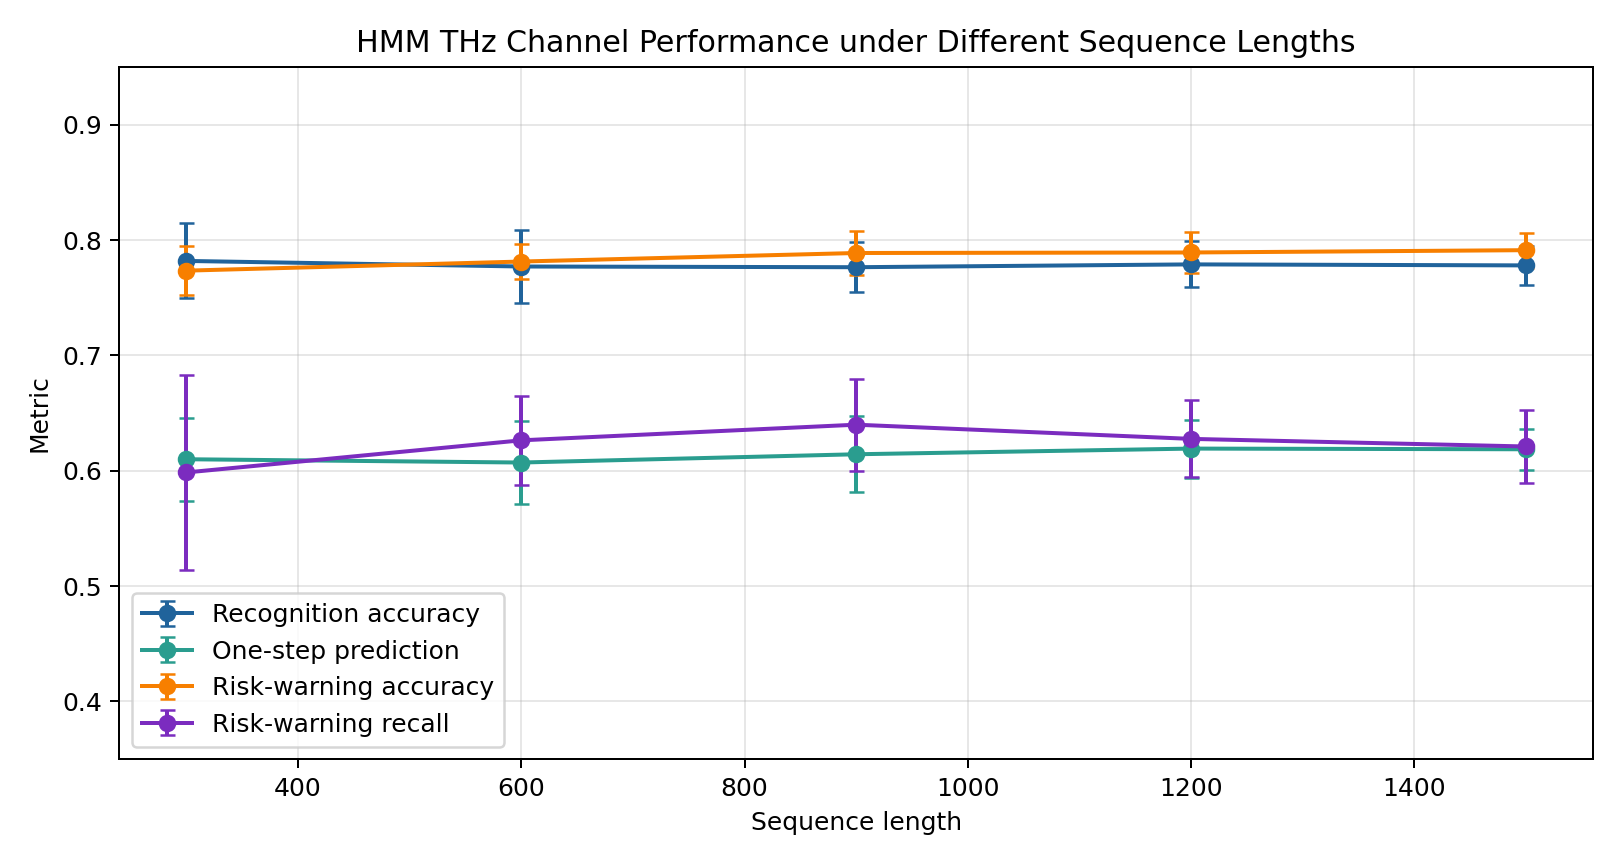 HMM THz Channel Performance under Different Sequence Lengths
0.9
0.8
0.7
0.6
0.5
0.4
Metric
Recognition accuracy
One-step prediction
Risk-warning accuracy
Risk-warning recall
400 600 800 1000 1200 1400
Sequence length